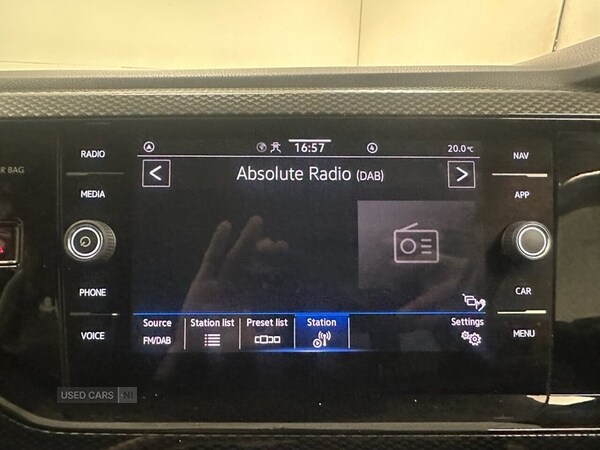 RADIO
16:57
20.0°C
NAV
R BAG
MEDIA
Absolute Radio (DAB)
APP
PHONE
CAR
VOICE
Source
Station list
Preset list
Station
Settings
FM/DAB
MENU
USED CARS NI